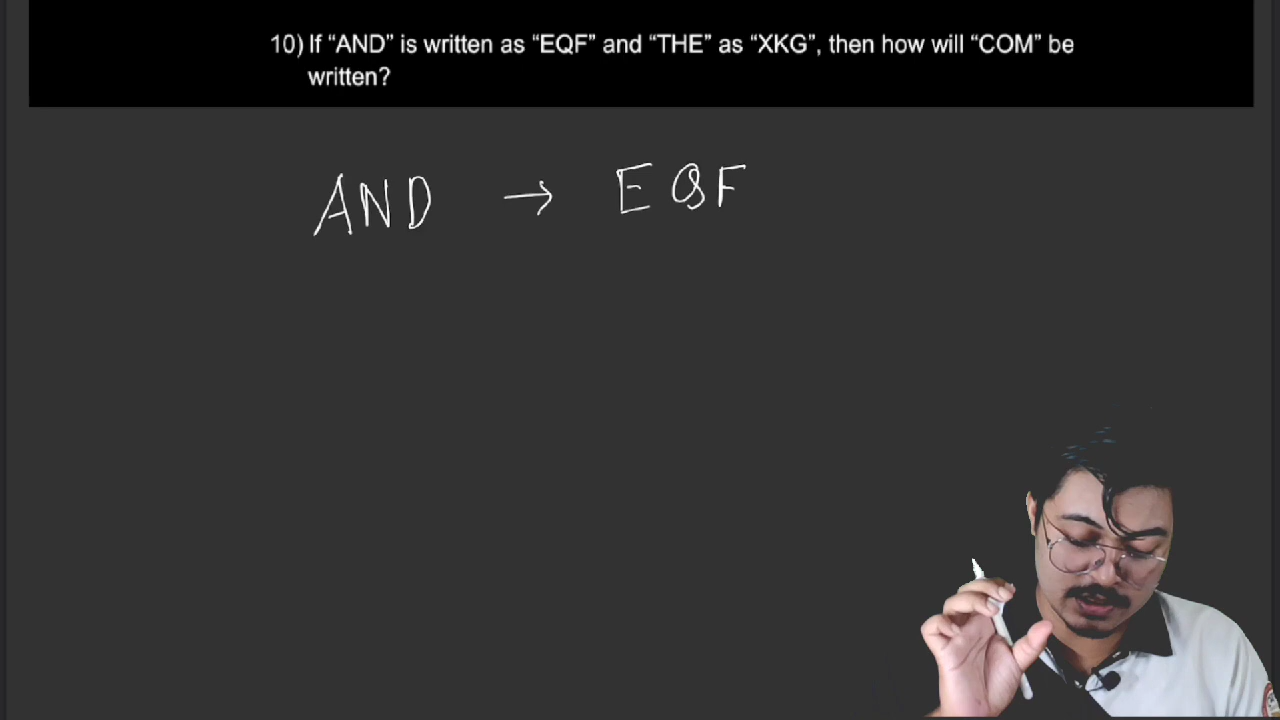 10) If “AND” is written as “EQF” and “THE” as “XKG”, then how will “COM” be
written?
AND → EQF